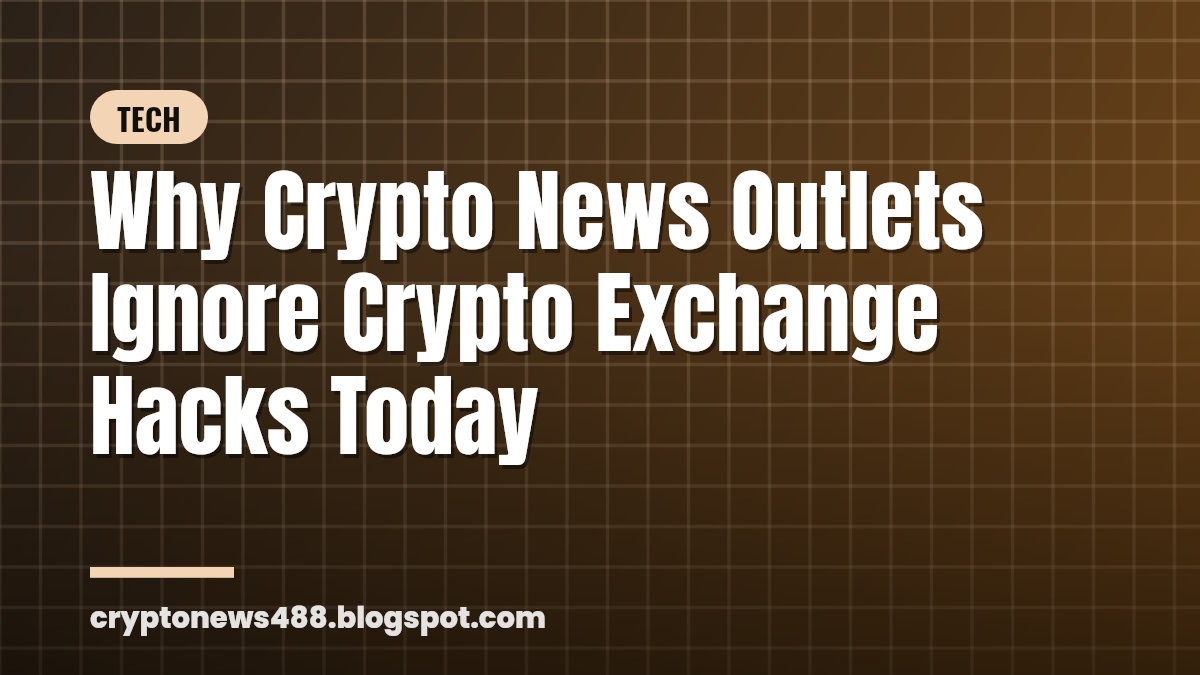 TECH
Why Crypto News Outlets
Ignore Crypto Exchange
Hacks Today
cryptonews488.blogspot.com